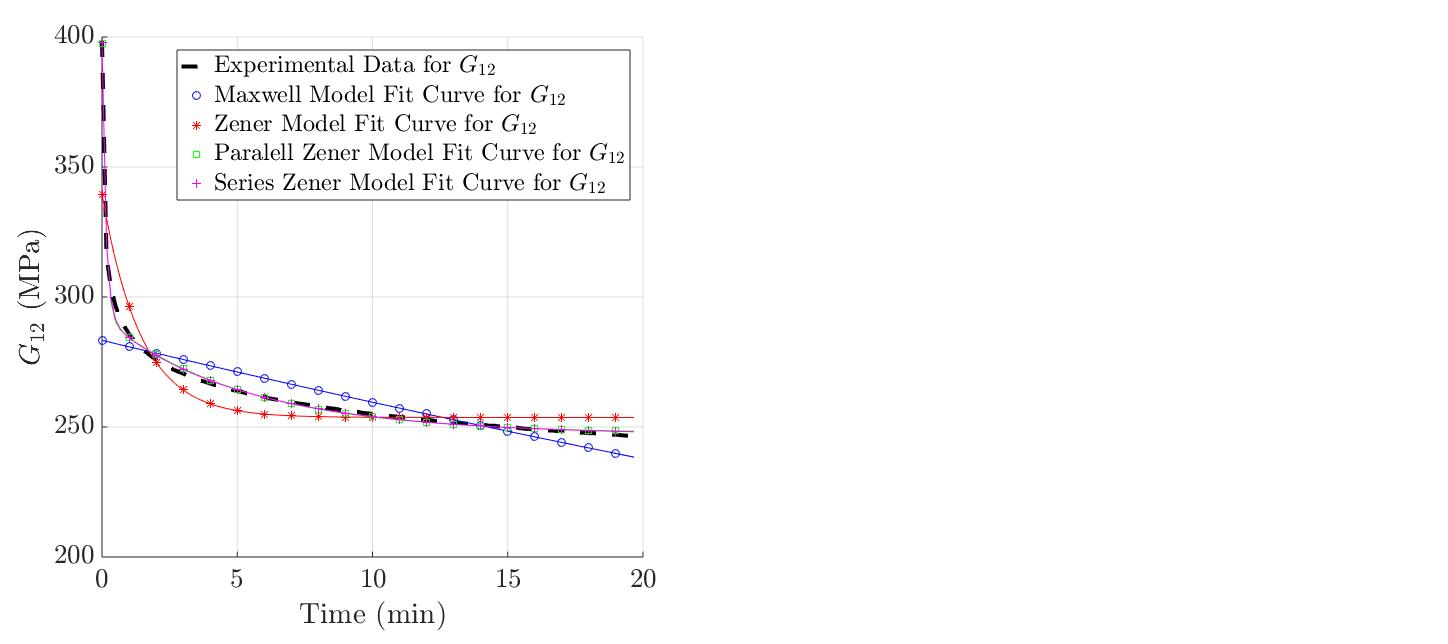 400
350
300
250
200
G12 (MPa)
Experimental Data for G12
Maxwell Model Fit Curve for G12
Zener Model Fit Curve for G12
Paralell Zener Model Fit Curve for G12
Series Zener Model Fit Curve for G12
0 5 10 15 20
Time (min)